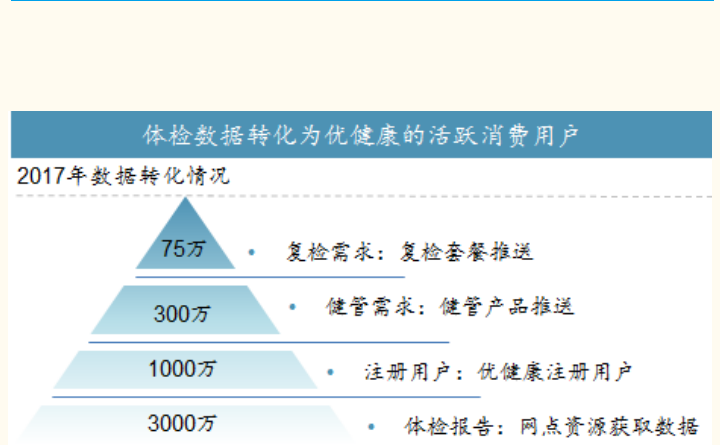 体检数据转化为优健康的活跃消费用户
2017年数据转化情况
75万 • 复检需求：复检套餐推送
300万 • 健管需求：健管产品推送
1000万 • 注册用户：优健康注册用户
3000万 • 体检报告：网点资源获取数据